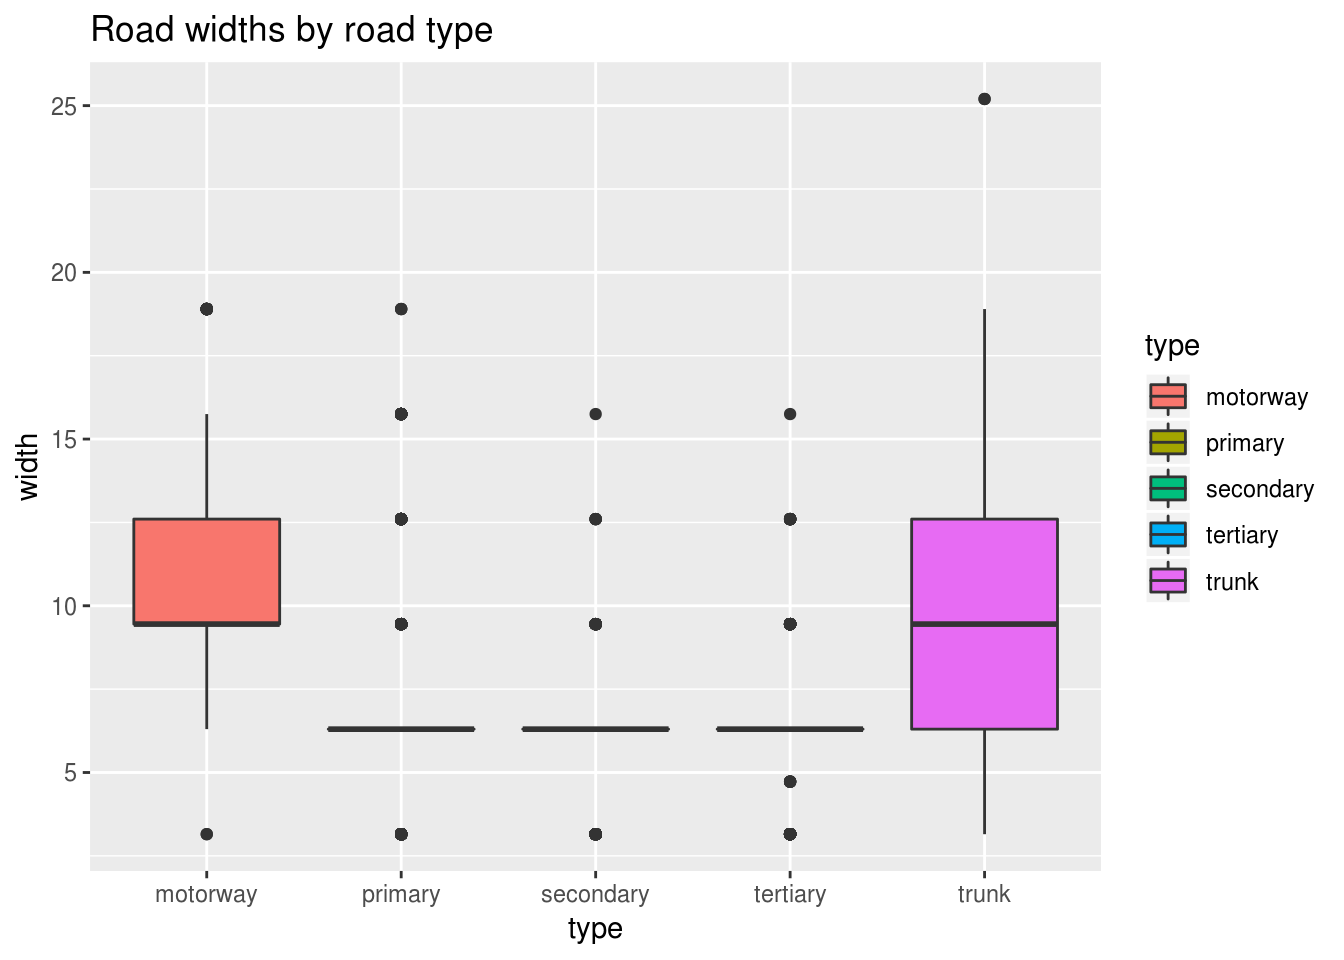 Road widths by road type
25
20
15
10
5
width
motorway primary secondary tertiary trunk
type
type
motorway
primary
secondary
tertiary
trunk